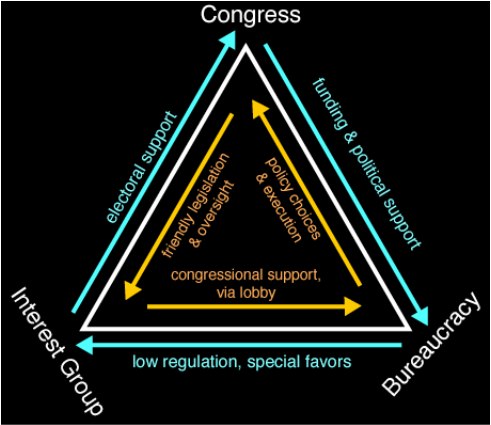 Congress
electoral support
funding & political support
friendly legislation
& oversight
policy choices
& execution
congressional support,
via lobby
Interest Group
Bureaucracy
low regulation, special favors